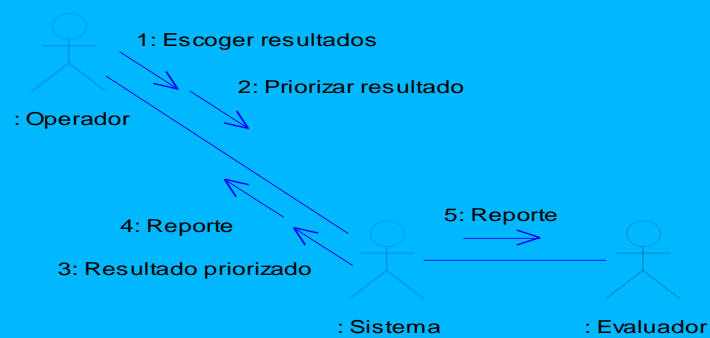 1: Escoger resultados
2: Priorizar resultado
: Operador
4: Reporte
5: Reporte
3: Resultado priorizado
: Sistema
: Evaluador